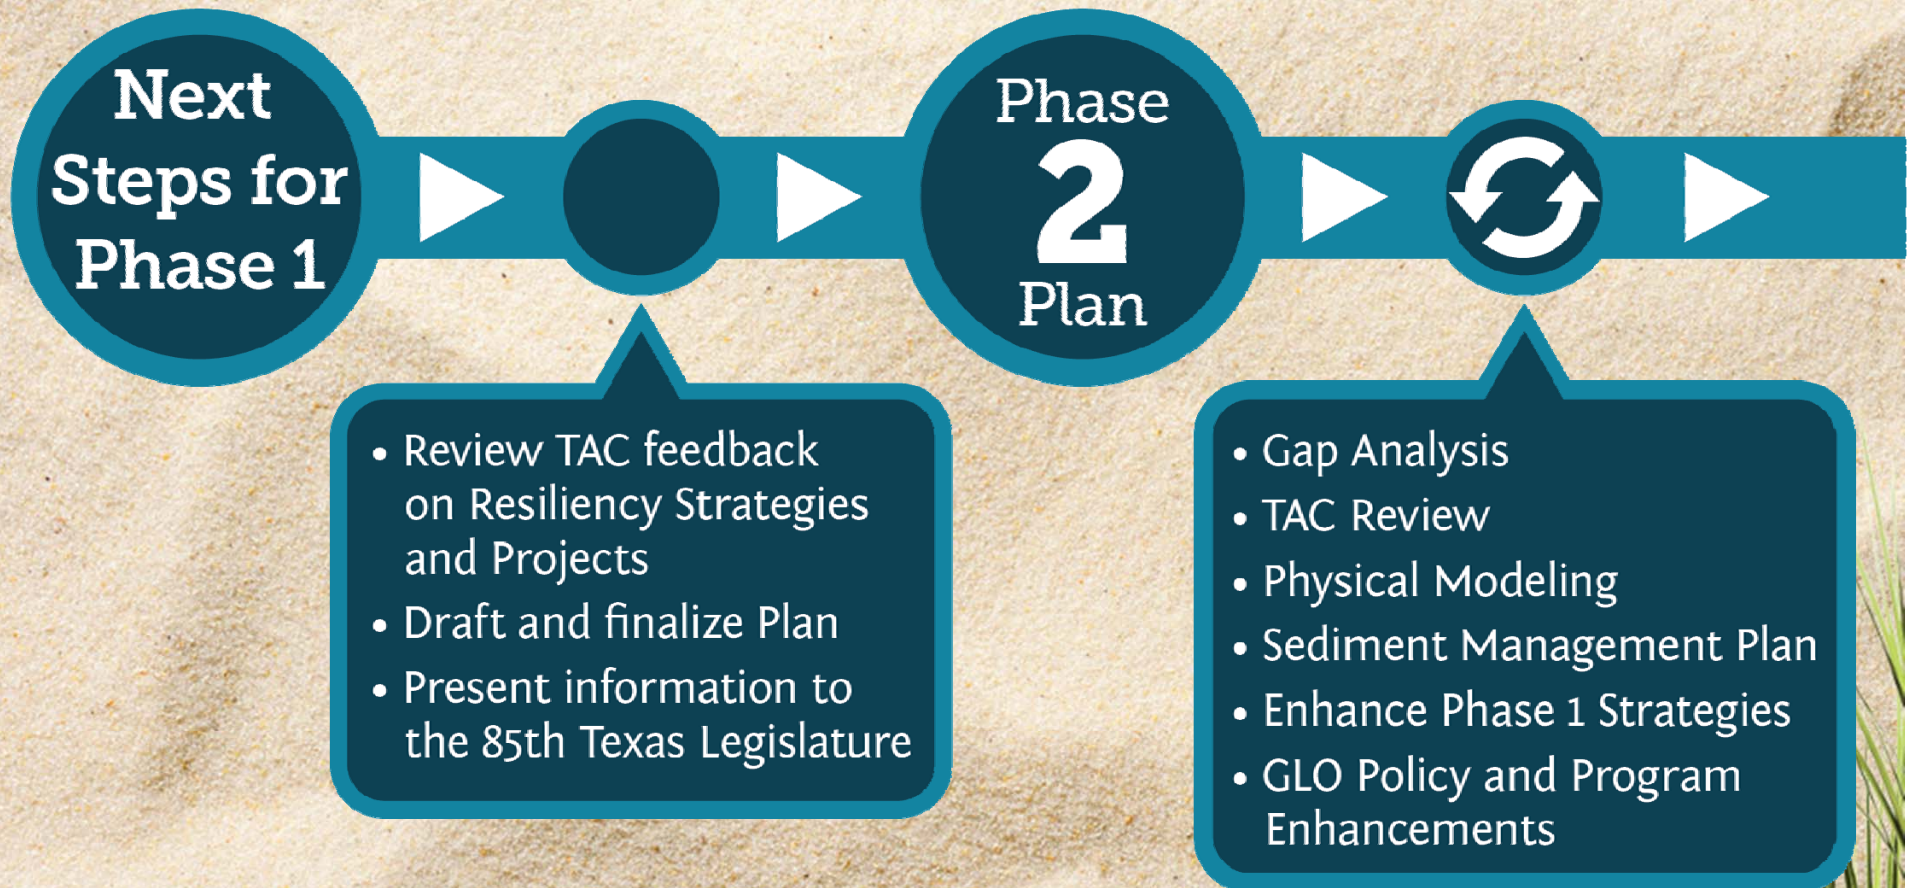 Next
Steps for
Phase 1
Phase
2
Plan
• Review TAC feedback
on Resiliency Strategies
and Projects
• Draft and finalize Plan
• Present information to
the 85th Texas Legislature
• Gap Analysis
• TAC Review
• Physical Modeling
• Sediment Management Plan
• Enhance Phase 1 Strategies
• GLO Policy and Program
Enhancements